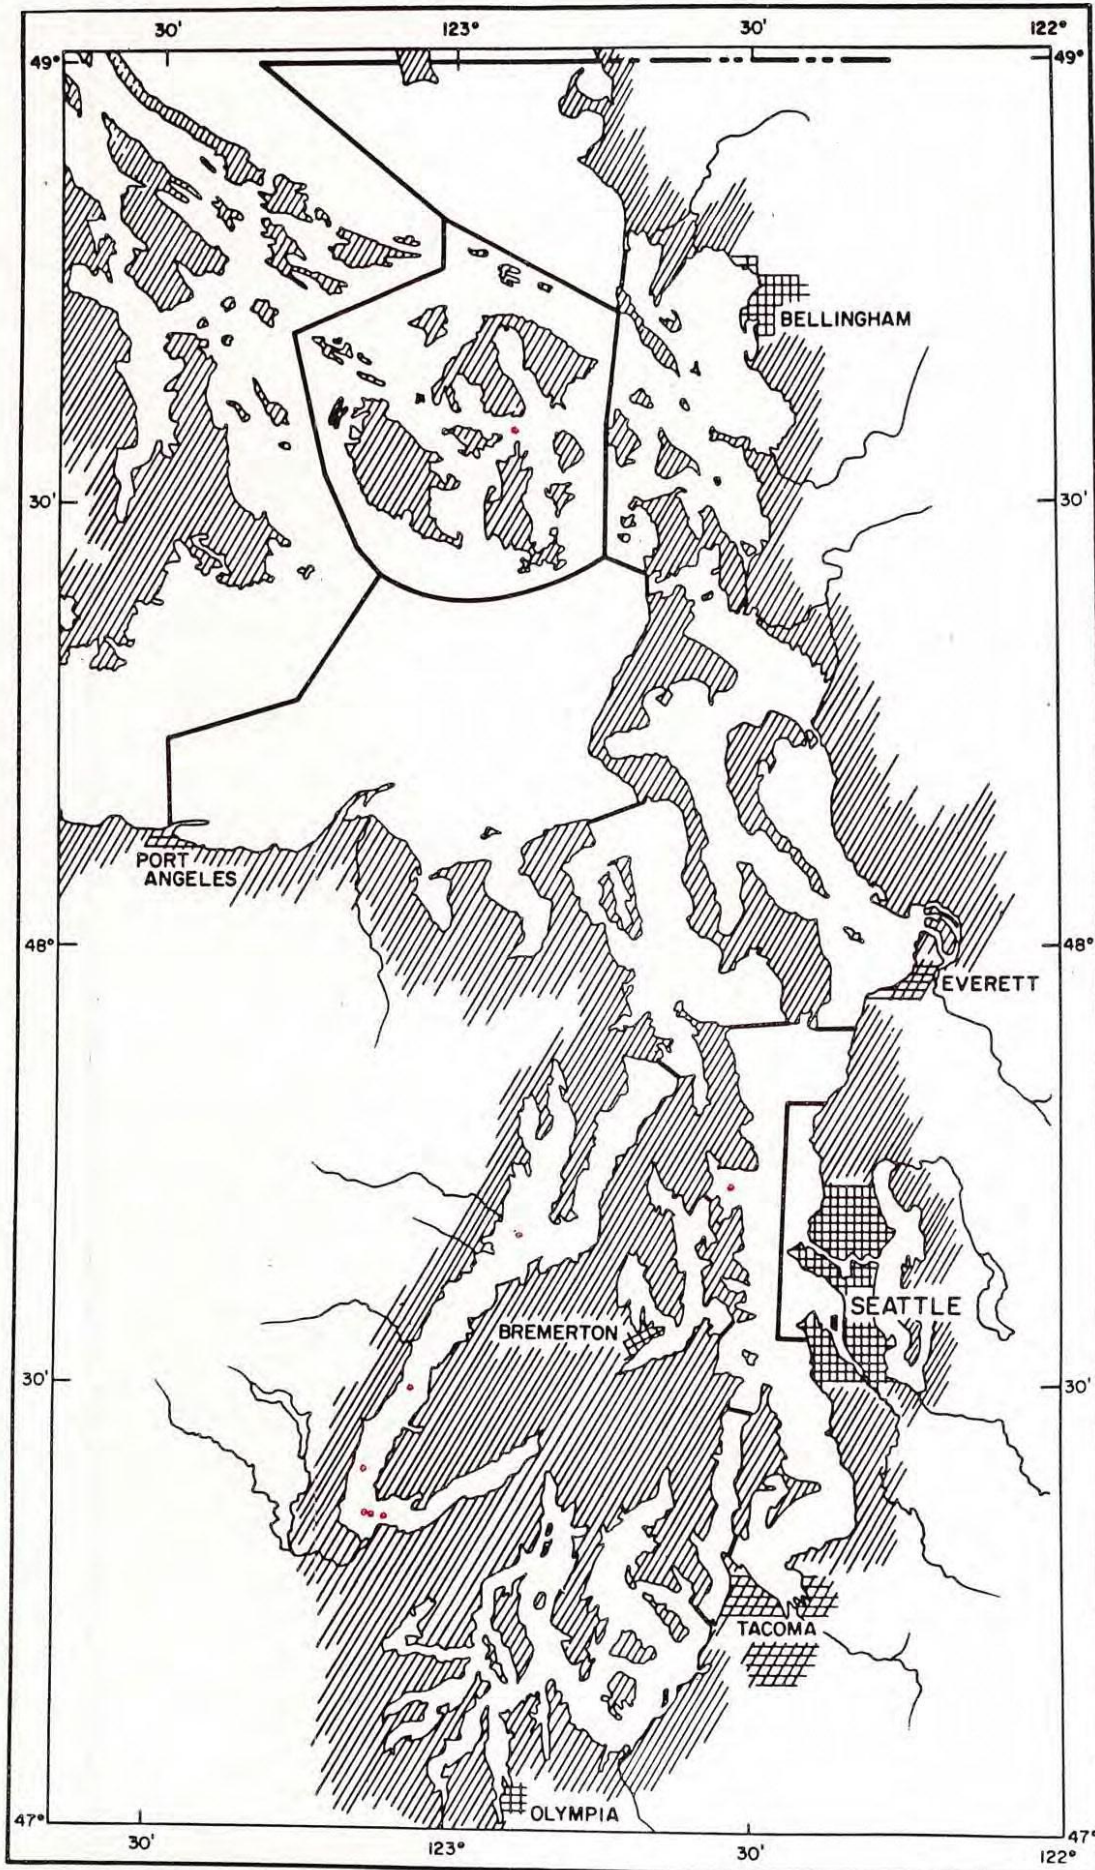 30'
123°
30'
122°
49°
49°
BELLINGHAM
30'
30'
PORT
ANGELES
48°
48°
EVERETT
SEATTLE
BREMERTON
30'
30'
TACOMA
OLYMPIA
47°
47°
30'
123°
30'
122°